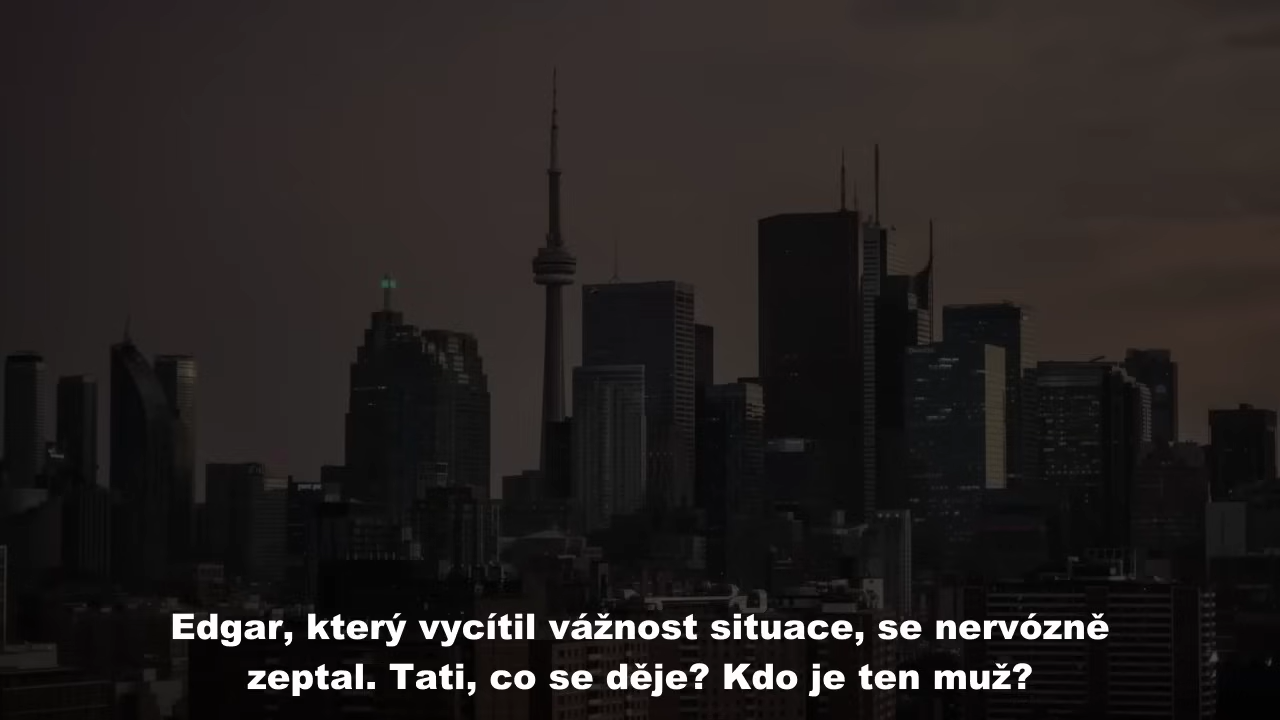 Edgar, který vycítil vážnost situace, se nervózně
zeptal. Tati, co se děje? Kdo je ten muž?